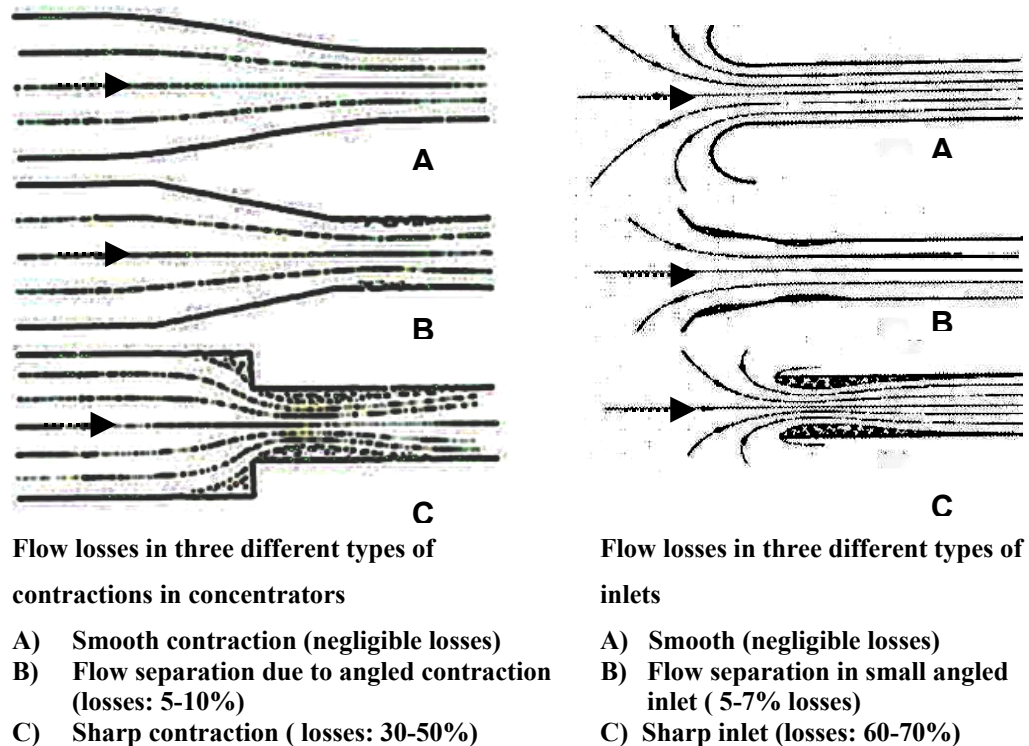 A
B
C
Flow losses in three different types of
contractions in concentrators
A) Smooth contraction (negligible losses)
B) Flow separation due to angled contraction
(losses: 5-10%)
C) Sharp contraction ( losses: 30-50%)
A
B
C
Flow losses in three different types of
inlets
A) Smooth (negligible losses)
B) Flow separation in small angled
inlet ( 5-7% losses)
C) Sharp inlet (losses: 60-70%)